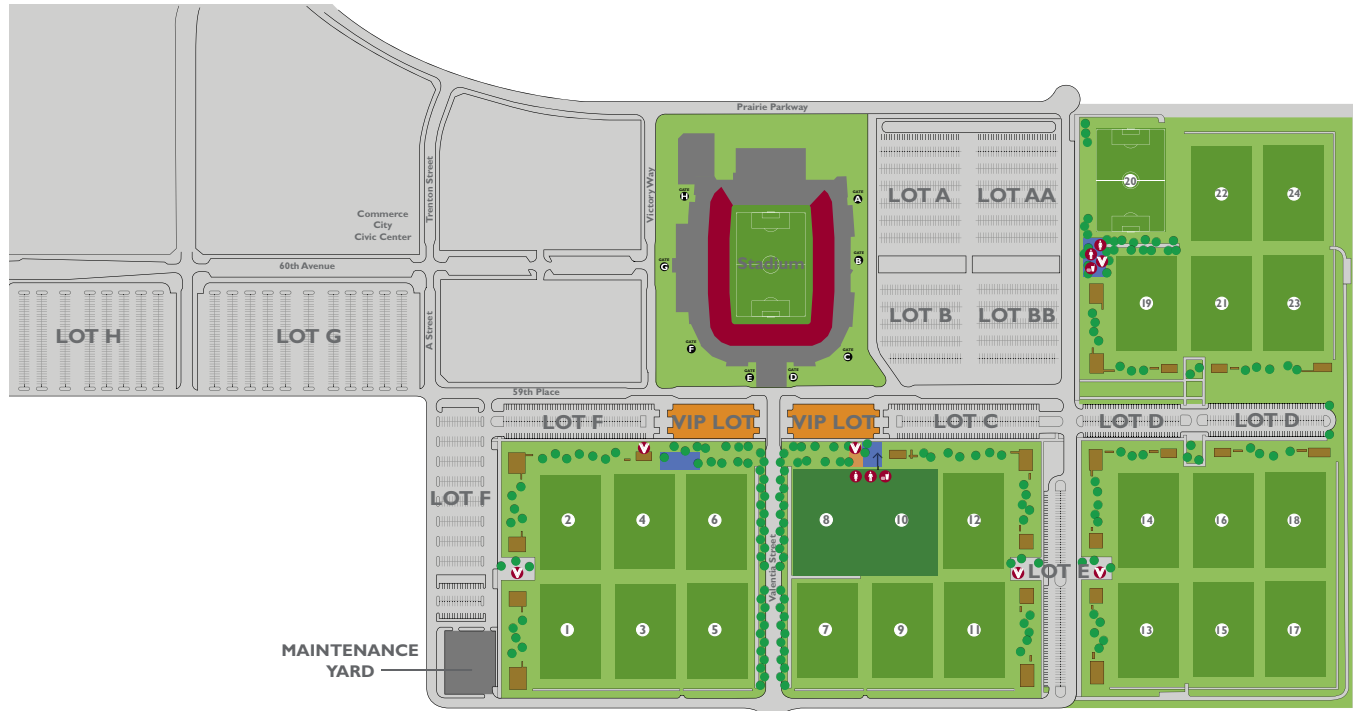 Prairie Parkway
Trenton Street
Victory Way
Commerce
City
Civic Center
60th Avenue
A Street
59th Place
LOT H
LOT G
GATE
H
GATE
A
GATE
G
GATE
B
Stadium
GATE
F
GATE
C
GATE
E
GATE
D
LOT A
LOT AA
LOT B
LOT BB
20
22
24
19
21
23
LOT F
VIP LOT
VIP LOT
LOT C
LOT D
LOT D
LOT F
V
V
V
2
4
6
8
10
12
14
16
18
Valentia Street
V
V
LOT E
V
1
3
5
7
9
11
13
15
17
MAINTENANCE
YARD